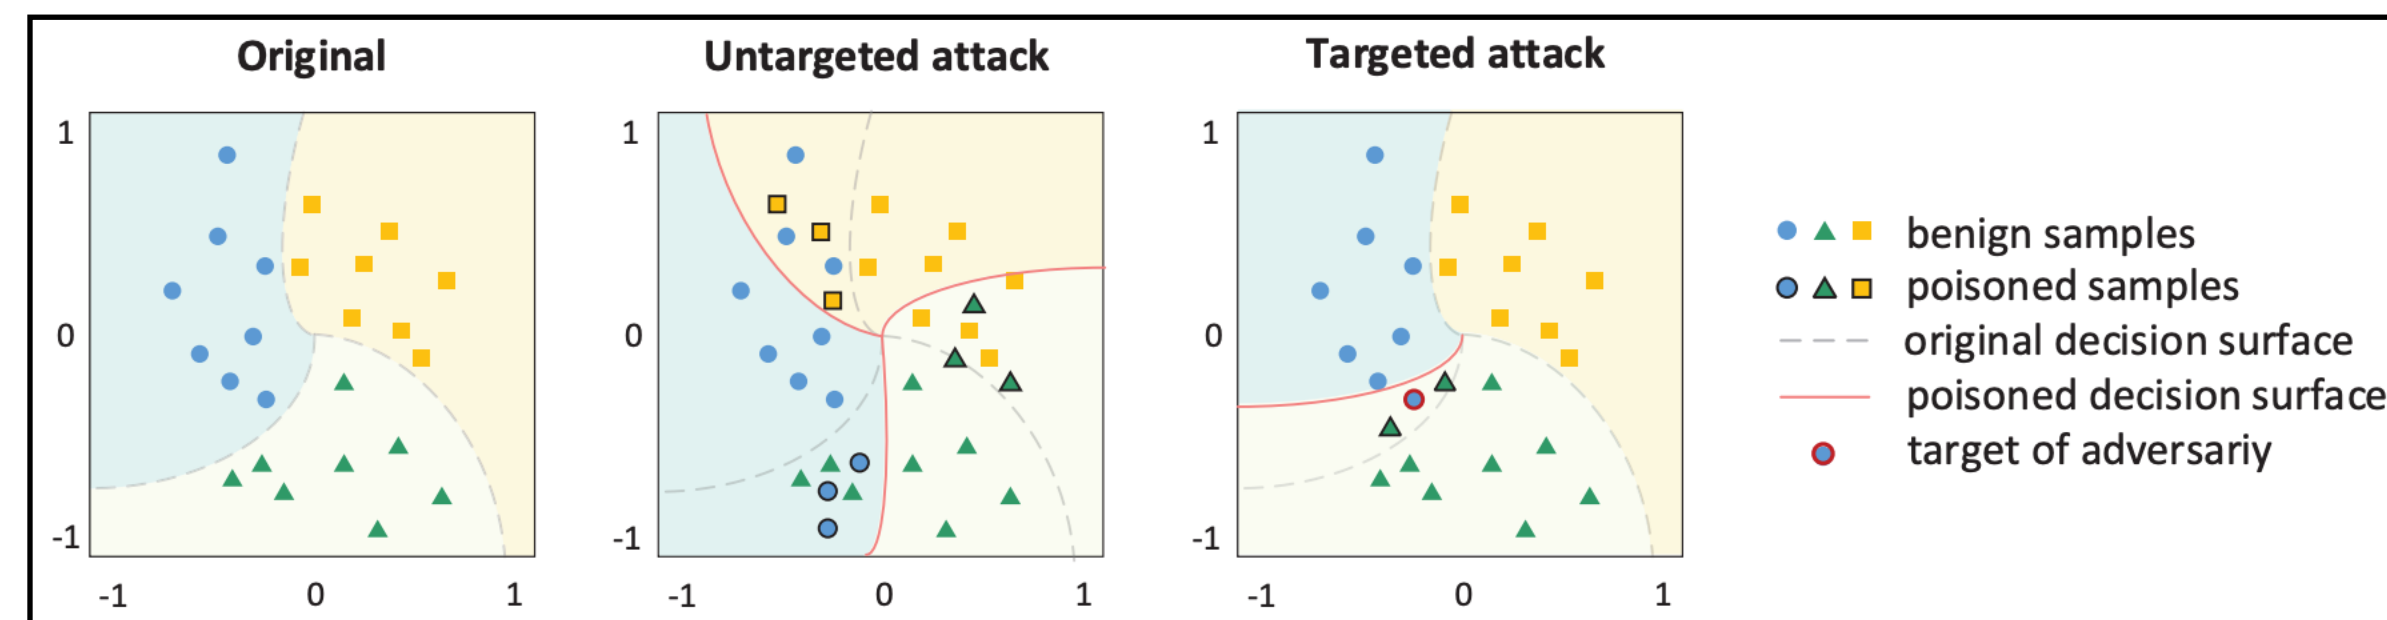 Original
Untargeted attack
Targeted attack
1
0
-1
-1 0 1
1
0
-1
-1 0 1
1
0
-1
-1 0 1
benign samples
poisoned samples
original decision surface
poisoned decision surface
target of adversariy